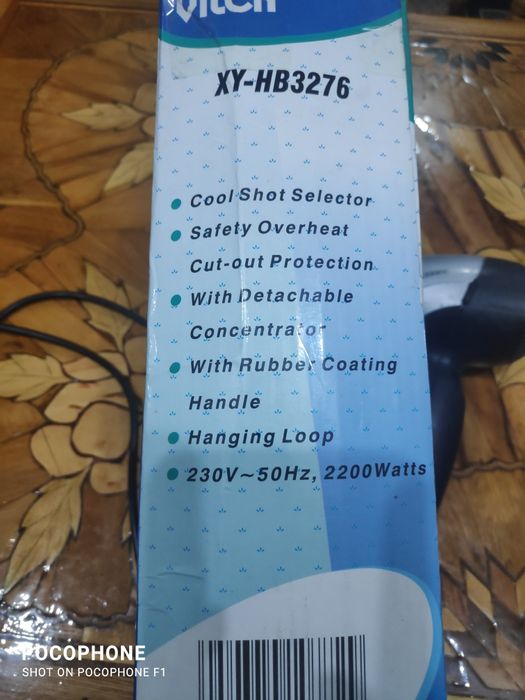 XY-HB3276
Cool Shot Selector
Safety Overheat
Cut-out Protection
With Detachable
Concentrator
With Rubber Coating
Handle
Hanging Loop
230V~50Hz, 2200Watts
POCOPHONE
SHOT ON POCOPHONE F1